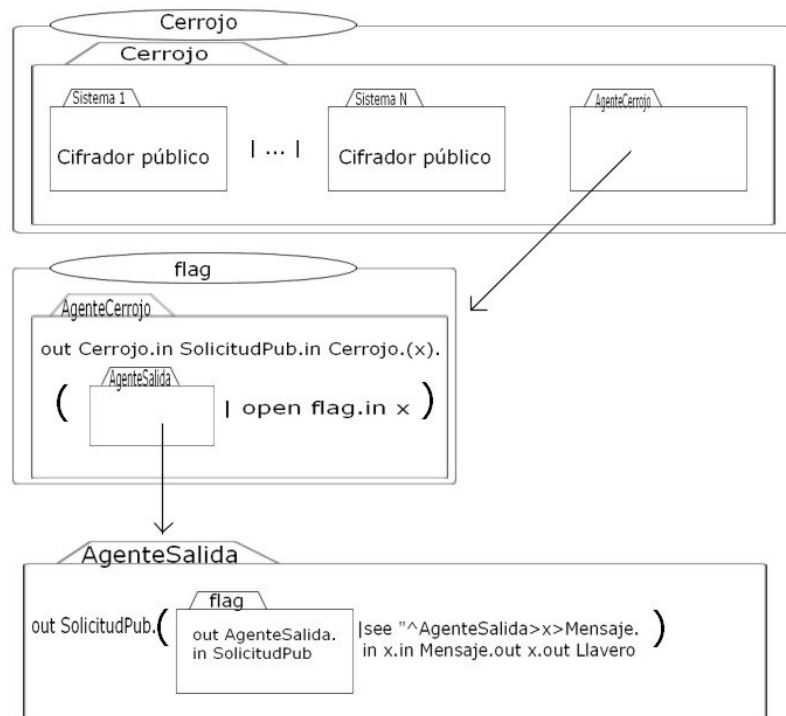 Cerrojo
Cerrojo
Sistema 1
Sistema N
AgenteCerrojo
Cifrador público
| ... |
Cifrador público
flag
AgenteCerrojo
out Cerrojo.in SolicitudPub.in Cerrojo.(x).
AgenteSalida
( | open flag.in x )
AgenteSalida
flag
out SolicitudPub.( |see "^AgenteSalida>x>Mensaje. )
out AgenteSalida.
in SolicitudPub
in x.in Mensaje.out x.out Llavero